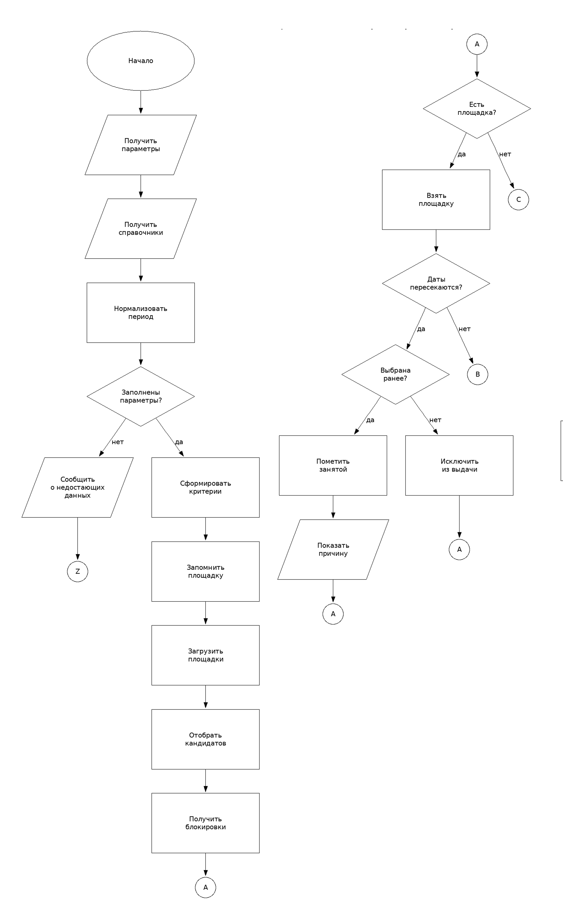 Начало
Получить
параметры
Получить
справочники
Нормализовать
период
Заполнены
параметры?
нет
да
Сообщить
о недостающих
данных
Z
Сформировать
критерии
Запомнить
площадку
Загрузить
площадки
Отобрать
кандидатов
Получить
блокировки
A
A
Есть
площадка?
да
нет
Взять
площадку
C
Даты
пересекаются?
да
нет
Выбрана
ранее?
B
да
нет
Пометить
занятой
Показать
причину
A
Исключить
из выдачи
A